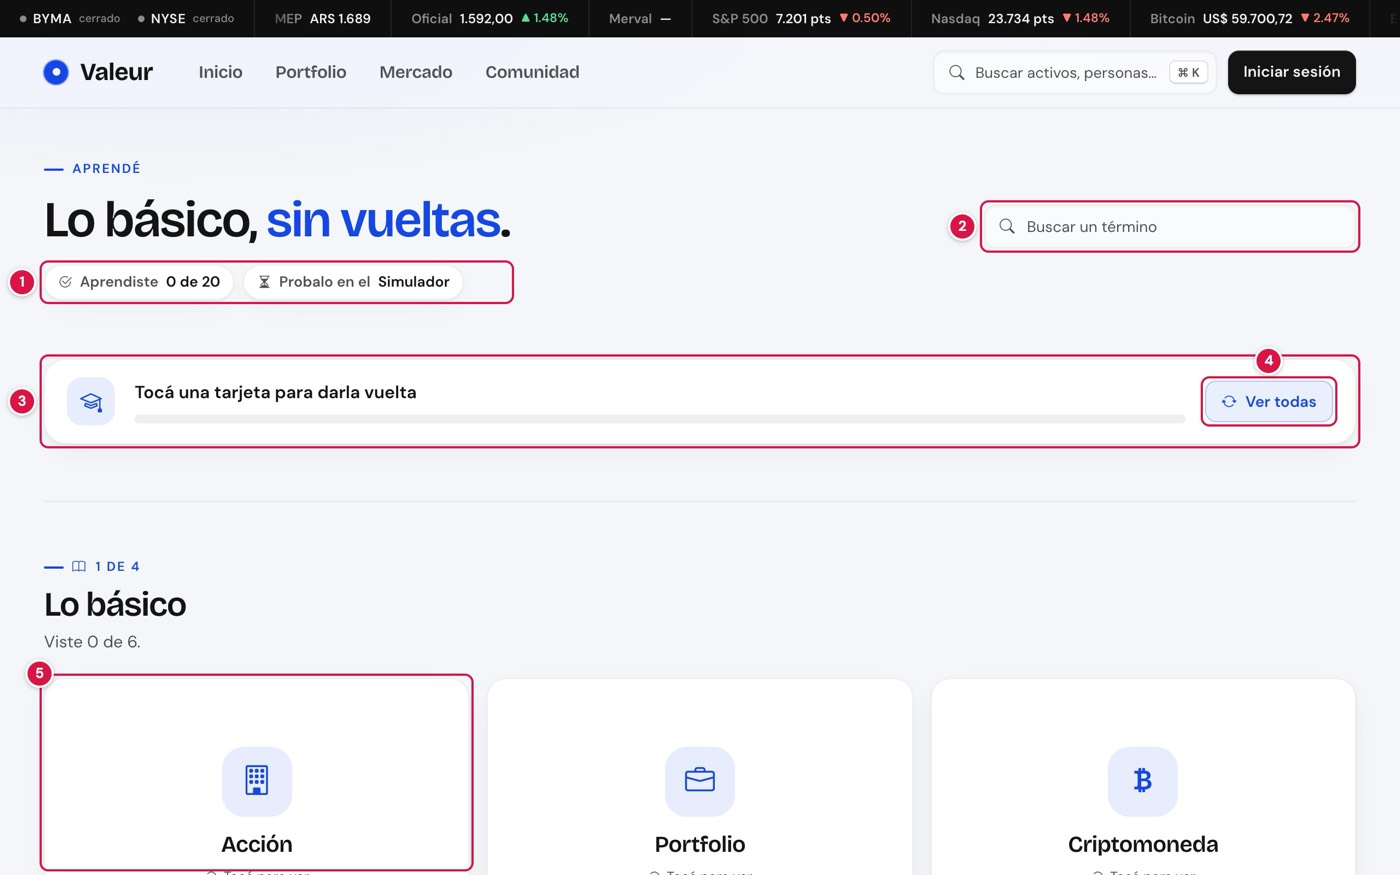 BYMA cerrado NYSE cerrado MEP ARS 1.689 Oficial 1.592,00 ▲ 1.48% Merval — S&P 500 7.201 pts ▼ 0.50% Nasdaq 23.734 pts ▼ 1.48% Bitcoin US$ 59.700,72 ▼ 2.47%
Valeur Inicio Portfolio Mercado Comunidad Buscar activos, personas... ⌘ K Iniciar sesión
APRENDÉ
Lo básico, sin vueltas.
2 Buscar un término
1 Aprendiste 0 de 20 Probalo en el Simulador
4
3 Tocá una tarjeta para darla vuelta Ver todas
1 DE 4
Lo básico
Viste 0 de 6.
5
Acción Portfolio Criptomoneda